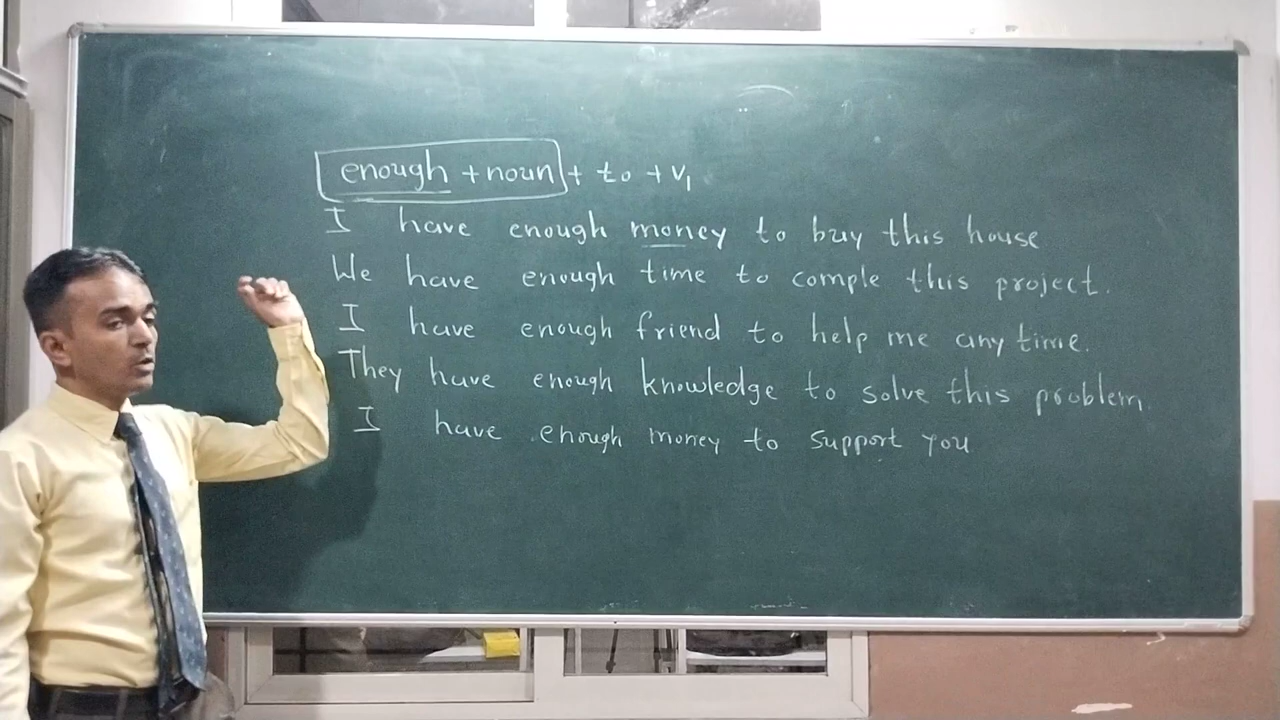 enough + noun + to + V1
I have enough money to buy this house
We have enough time to comple this project.
I have enough friend to help me any time.
They have enough knowledge to solve this problem.
I have enough money to support you